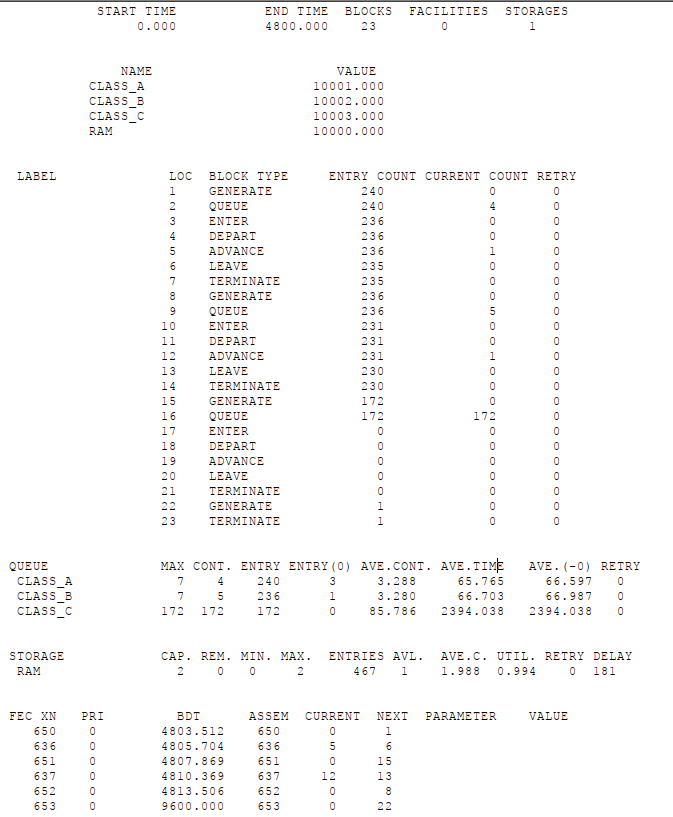 START TIME END TIME BLOCKS FACILITIES STORAGES
0.000 4800.000 23 0 1
NAME VALUE
CLASS_A 10001.000
CLASS_B 10002.000
CLASS_C 10003.000
RAM 10000.000
LABEL LOC BLOCK TYPE ENTRY COUNT CURRENT COUNT RETRY
1 GENERATE 240 0 0
2 QUEUE 240 4 0
3 ENTER 236 0 0
4 DEPART 236 0 0
5 ADVANCE 236 1 0
6 LEAVE 235 0 0
7 TERMINATE 235 0 0
8 GENERATE 236 0 0
9 QUEUE 236 5 0
10 ENTER 231 0 0
11 DEPART 231 0 0
12 ADVANCE 231 1 0
13 LEAVE 230 0 0
14 TERMINATE 230 0 0
15 GENERATE 172 0 0
16 QUEUE 172 172 0
17 ENTER 0 0 0
18 DEPART 0 0 0
19 ADVANCE 0 0 0
20 LEAVE 0 0 0
21 TERMINATE 0 0 0
22 GENERATE 1 0 0
23 TERMINATE 1 0 0
QUEUE MAX CONT. ENTRY ENTRY(0) AVE.CONT. AVE.TIME AVE.(-0) RETRY
CLASS_A 7 4 240 3 3.288 65.765 66.597 0
CLASS_B 7 5 236 1 3.280 66.703 66.987 0
CLASS_C 172 172 172 0 85.786 2394.038 2394.038 0
STORAGE CAP. REM. MIN. MAX. ENTRIES AVL. AVE.C. UTIL. RETRY DELAY
RAM 2 0 0 2 467 1 1.988 0.994 0 181
FEC XN PRI BDT ASSEM CURRENT NEXT PARAMETER VALUE
650 0 4803.512 650 0 1
636 0 4805.704 636 5 6
651 0 4807.869 651 0 15
637 0 4810.369 637 12 13
652 0 4813.506 652 0 8
653 0 9600.000 653 0 22